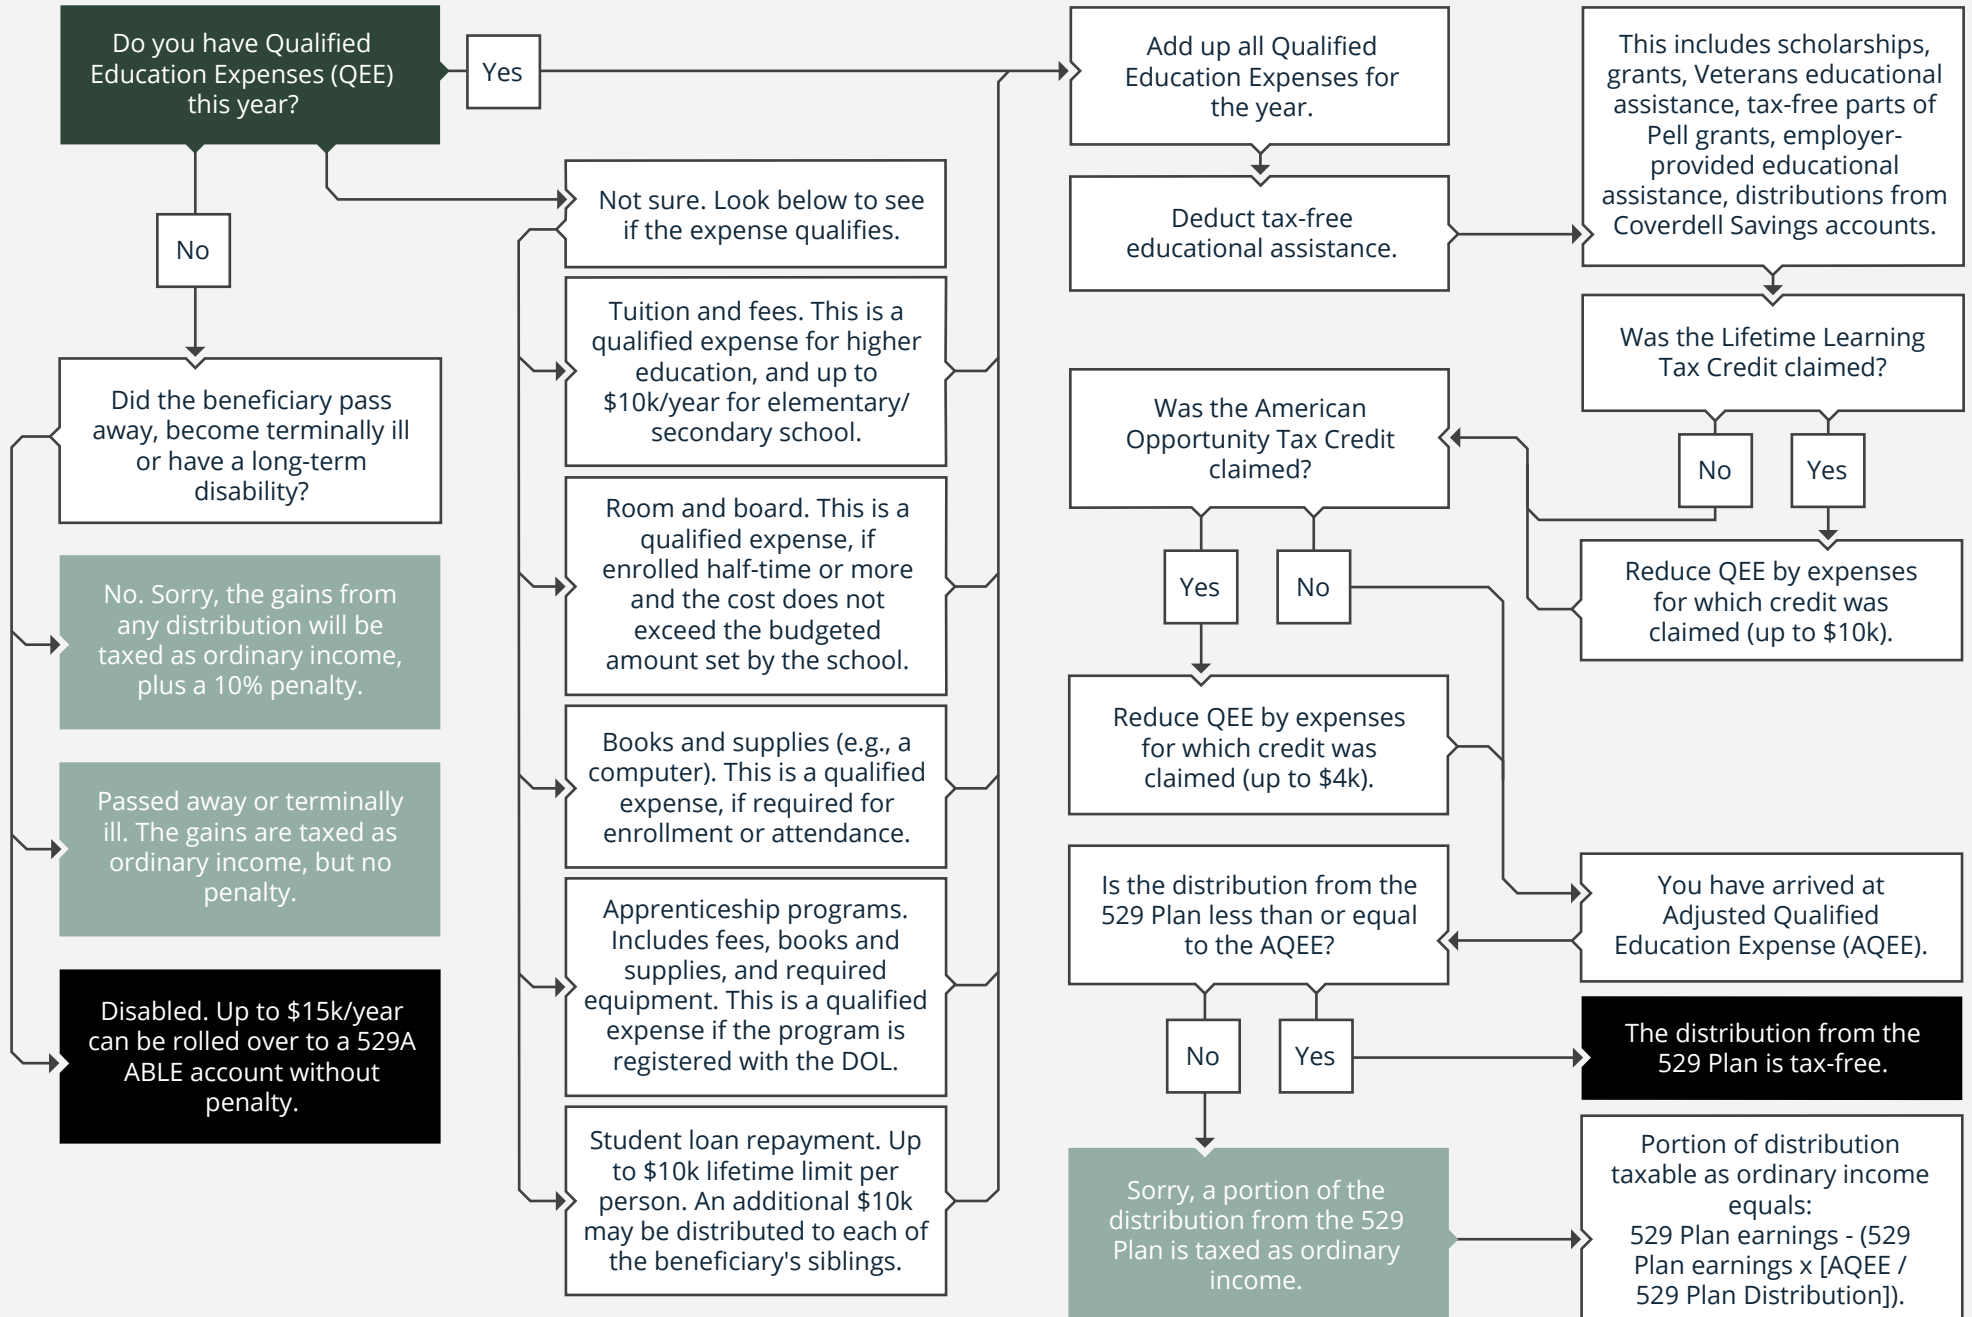 Do you have Qualified
Education Expenses (QEE)
this year?
Yes
No
Did the beneficiary pass
away, become terminally ill
or have a long-term
disability?
No. Sorry, the gains from
any distribution will be
taxed as ordinary income,
plus a 10% penalty.
Passed away or terminally
ill. The gains are taxed as
ordinary income, but no
penalty.
Disabled. Up to $15k/year
can be rolled over to a 529A
ABLE account without
penalty.
Not sure. Look below to see
if the expense qualifies.
Tuition and fees. This is a
qualified expense for higher
education, and up to
$10k/year for elementary/
secondary school.
Room and board. This is a
qualified expense, if
enrolled half-time or more
and the cost does not
exceed the budgeted
amount set by the school.
Books and supplies (e.g., a
computer). This is a qualified
expense, if required for
enrollment or attendance.
Apprenticeship programs.
Includes fees, books and
supplies, and required
equipment. This is a qualified
expense if the program is
registered with the DOL.
Student loan repayment. Up
to $10k lifetime limit per
person. An additional $10k
may be distributed to each of
the beneficiary's siblings.
Add up all Qualified
Education Expenses for
the year.
Deduct tax-free
educational assistance.
This includes scholarships,
grants, Veterans educational
assistance, tax-free parts of
Pell grants, employer-
provided educational
assistance, distributions from
Coverdell Savings accounts.
Was the Lifetime Learning
Tax Credit claimed?
No
Yes
Reduce QEE by expenses
for which credit was
claimed (up to $10k).
Was the American
Opportunity Tax Credit
claimed?
Yes
No
Reduce QEE by expenses
for which credit was
claimed (up to $4k).
You have arrived at
Adjusted Qualified
Education Expense (AQEE).
Is the distribution from the
529 Plan less than or equal
to the AQEE?
No
Yes
The distribution from the
529 Plan is tax-free.
Sorry, a portion of the
distribution from the 529
Plan is taxed as ordinary
income.
Portion of distribution
taxable as ordinary income
equals:
529 Plan earnings - (529
Plan earnings x [AQEE /
529 Plan Distribution]).